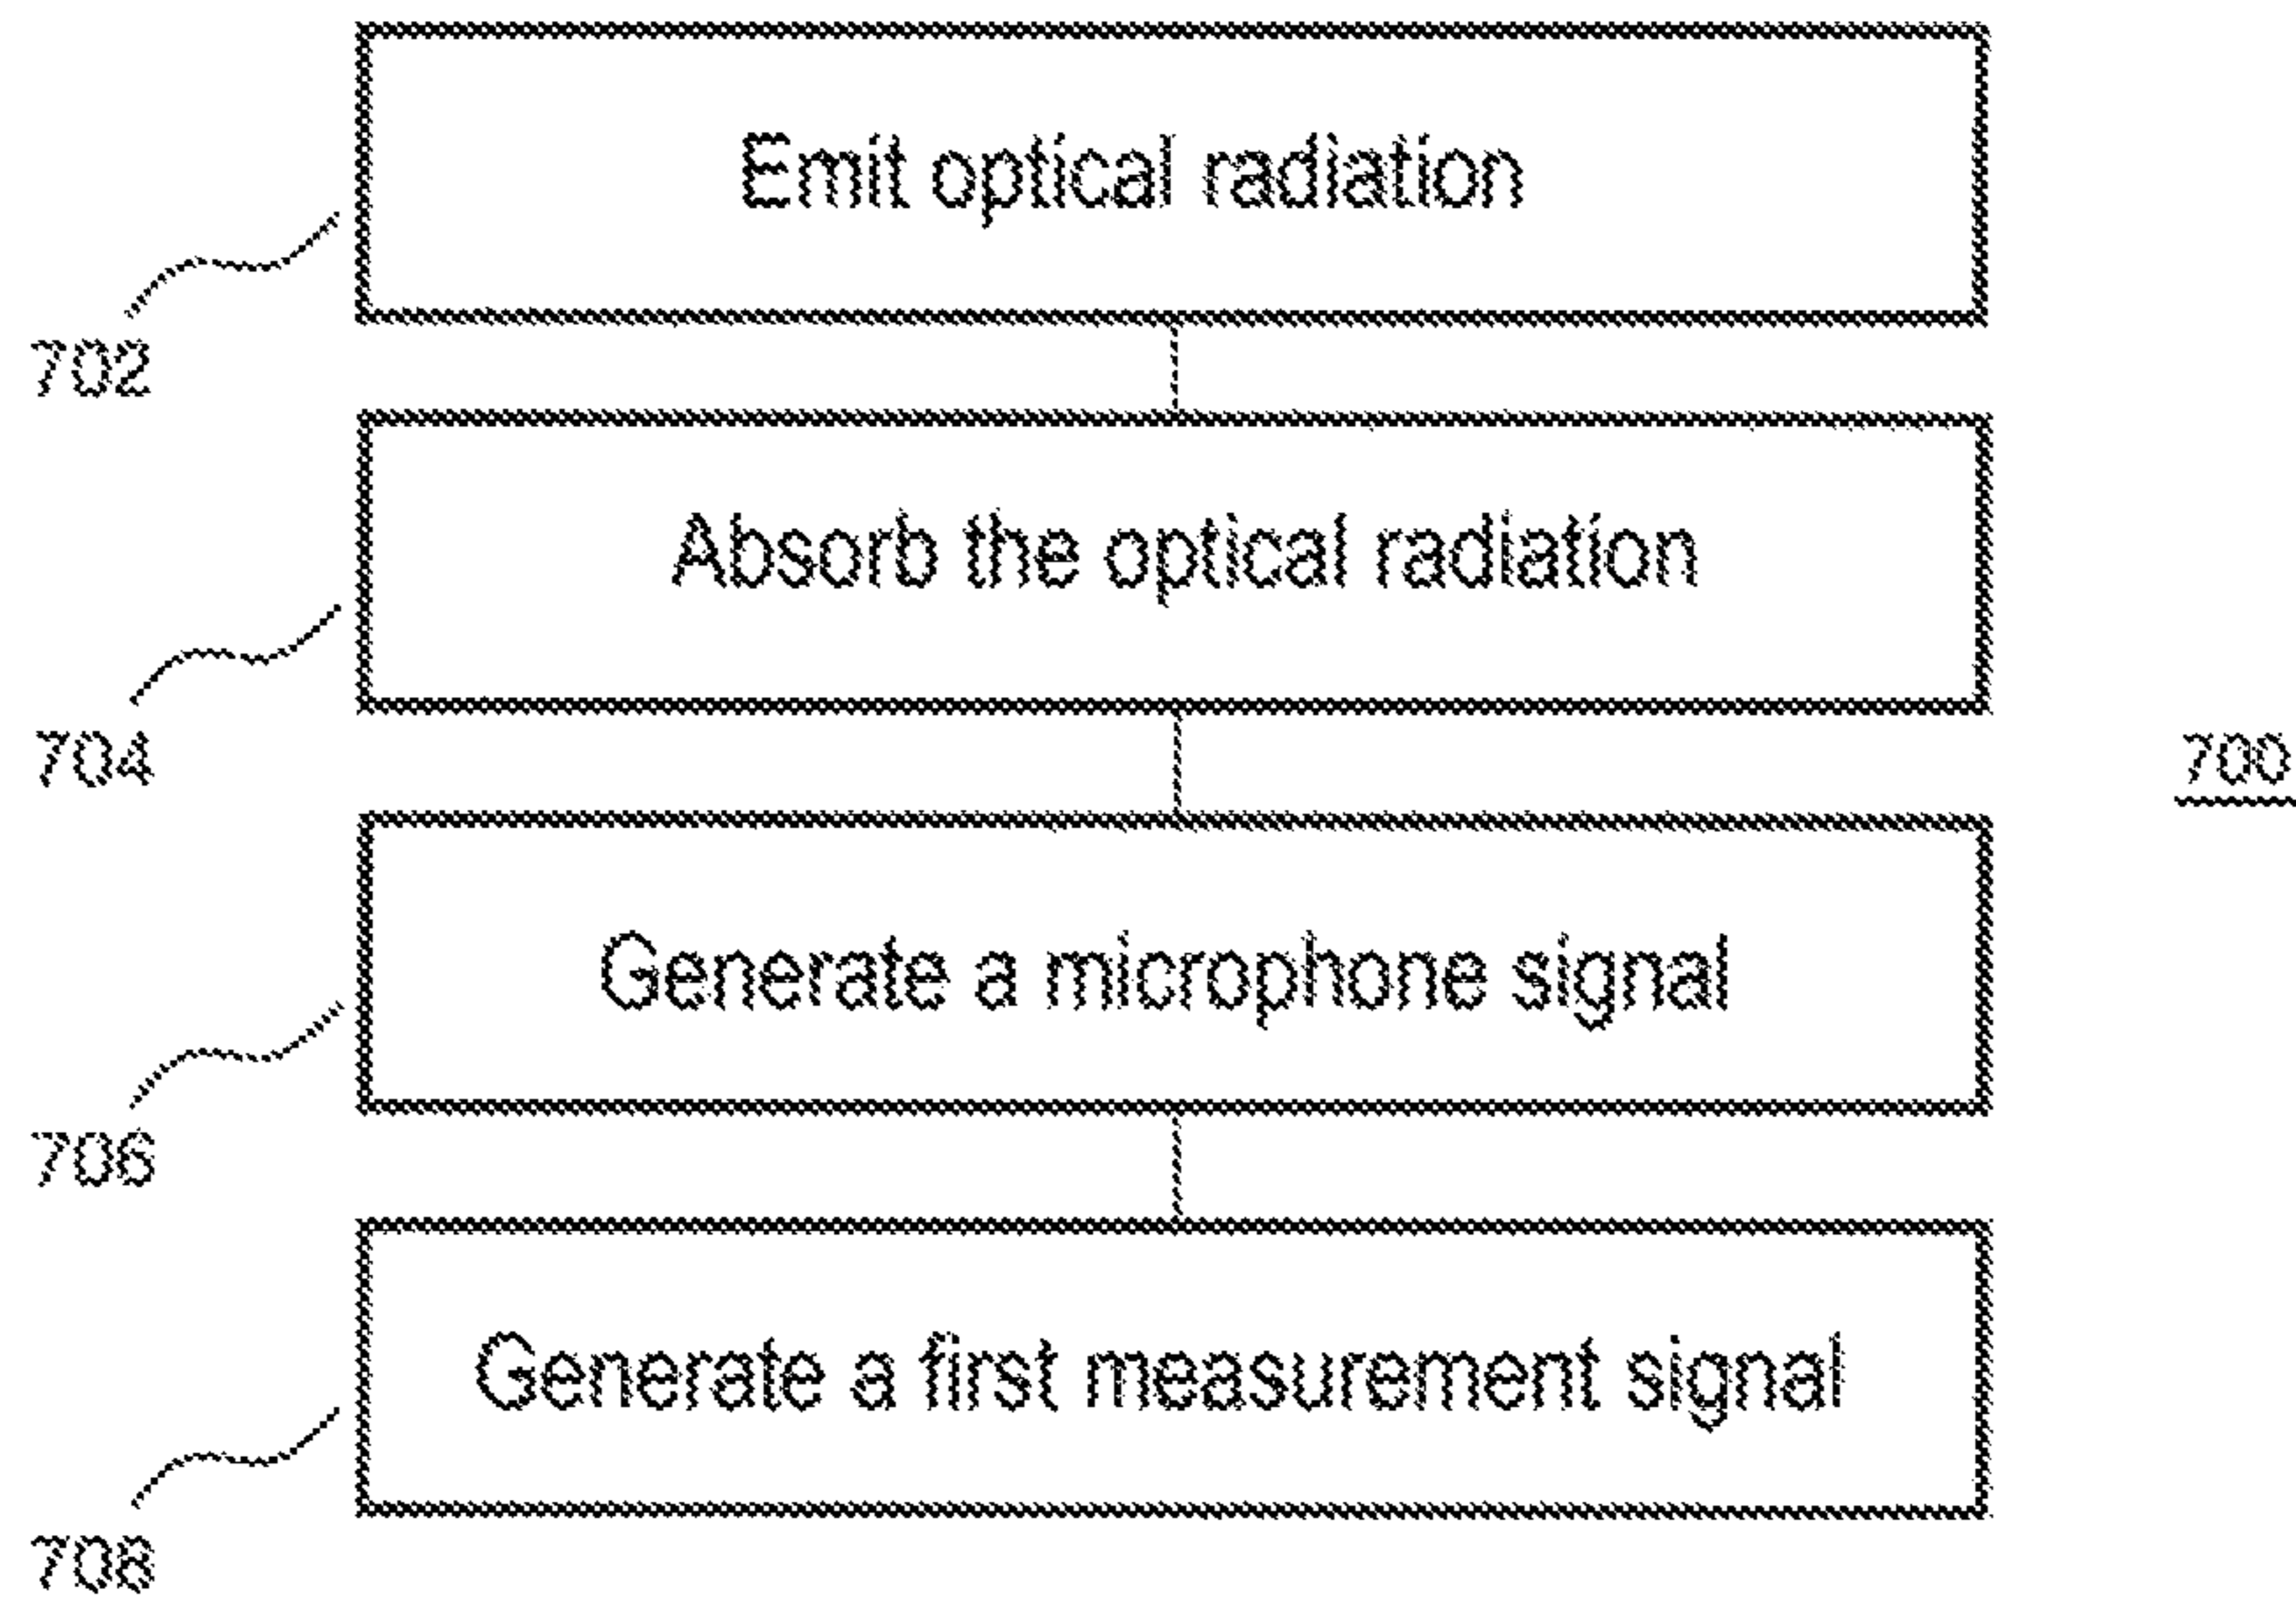 Emit optical radiation
702
Absorb the optical radiation
704
700
Generate a microphone signal
706
Generate a first measurement signal
708